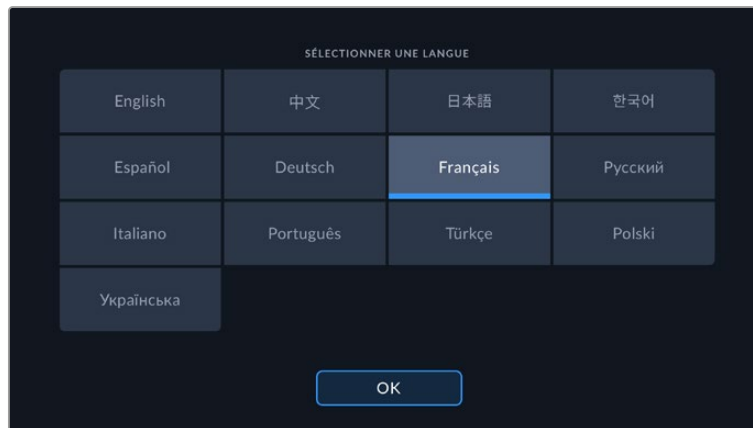 SÉLECTIONNER UNE LANGUE
English 中文 日本語 한국어
Español Deutsch Français Русский
Italiano Português Türkçe Polski
Українська
OK